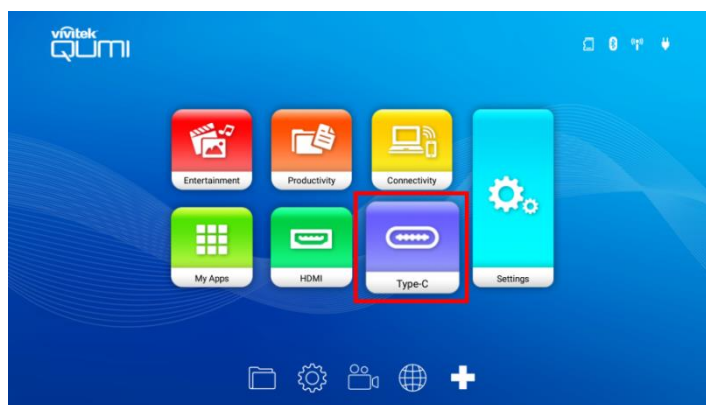 vivitek
QUMI
Entertainment
Productivity
Connectivity
My Apps
HDMI
Type-C
Settings